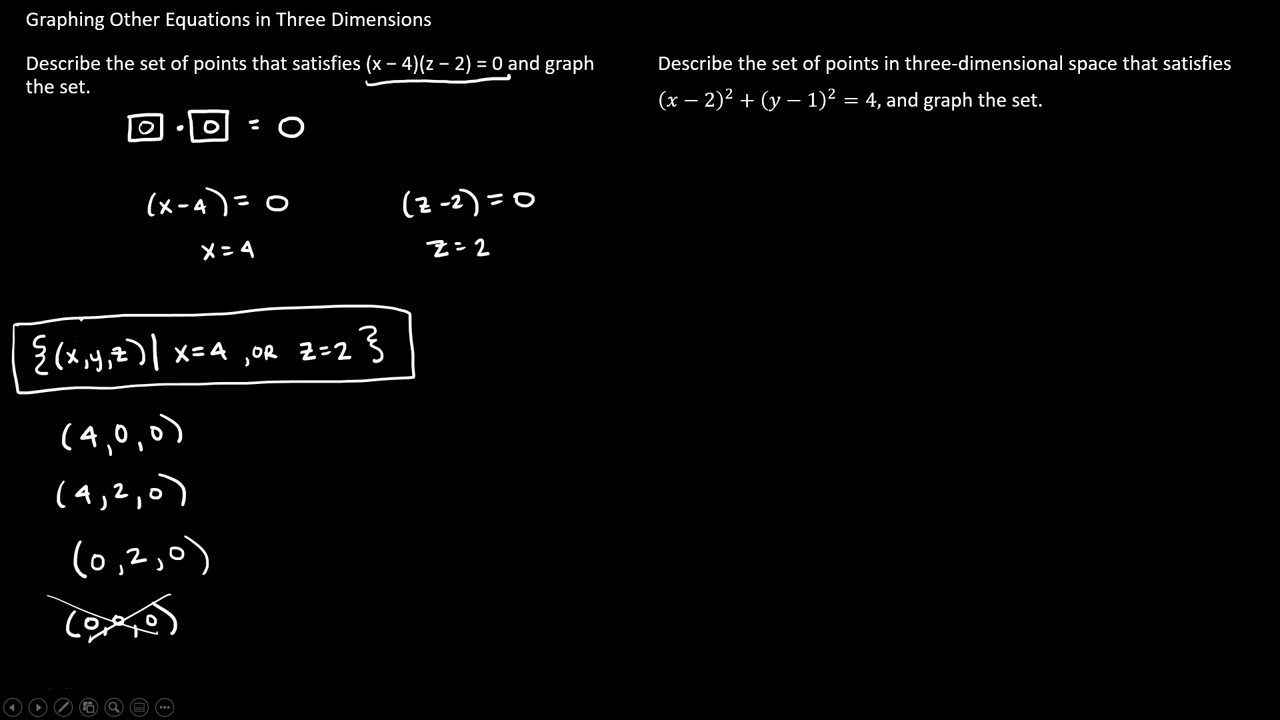 Graphing Other Equations in Three Dimensions
Describe the set of points that satisfies (x − 4)(z − 2) = 0 and graph
the set.
0 · 0 = 0
(x-4) = 0
x = 4
(z-2) = 0
z = 2
{(x,y,z)| x=4 ,OR z=2}
(4,0,0)
(4,2,0)
(0,2,0)
(0,0,0)
Describe the set of points in three-dimensional space that satisfies
(x − 2)² + (y − 1)² = 4, and graph the set.